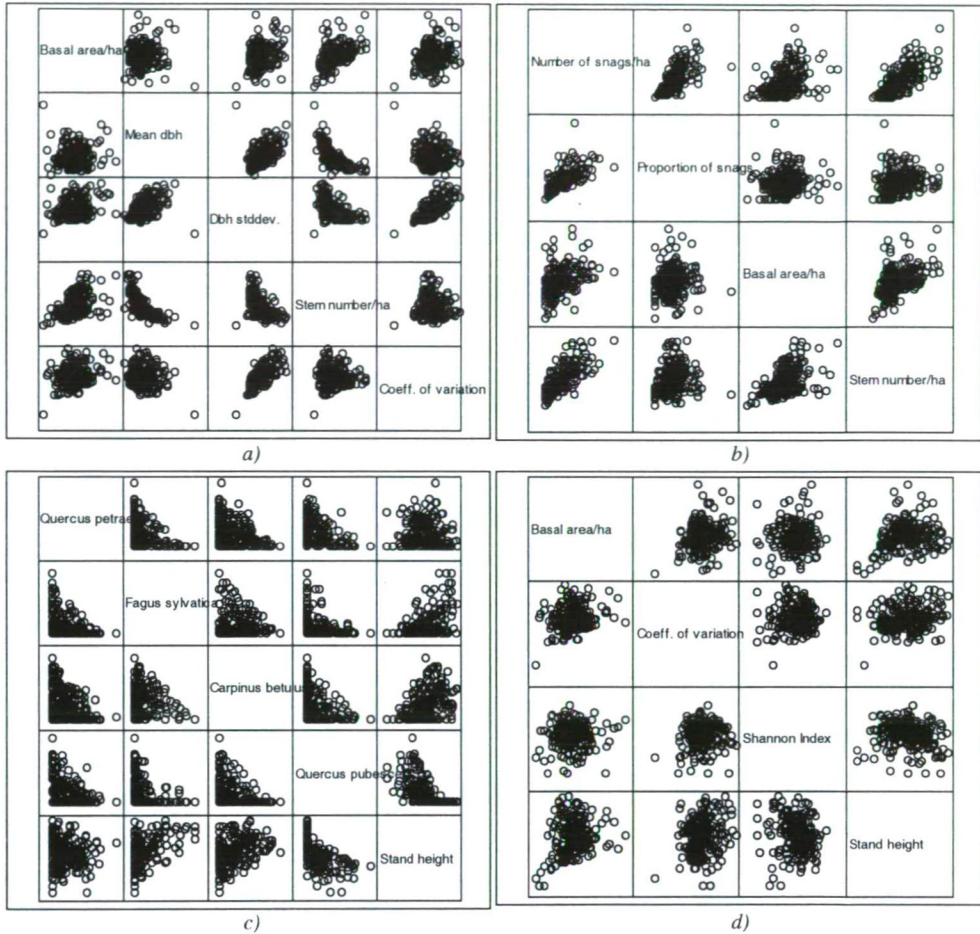 Basal area/ha
Mean dbh
Dbh stddev.
Stem number/ha
Coeff. of variation
a)
Number of snags/ha
Proportion of snags
Basal area/ha
Stem number/ha
b)
Quercus petrae
Fagus sylvatica
Carpinus betulus
Quercus pubesce
Stand height
c)
Basal area/ha
Coeff. of variation
Shannon Index
Stand height
d)